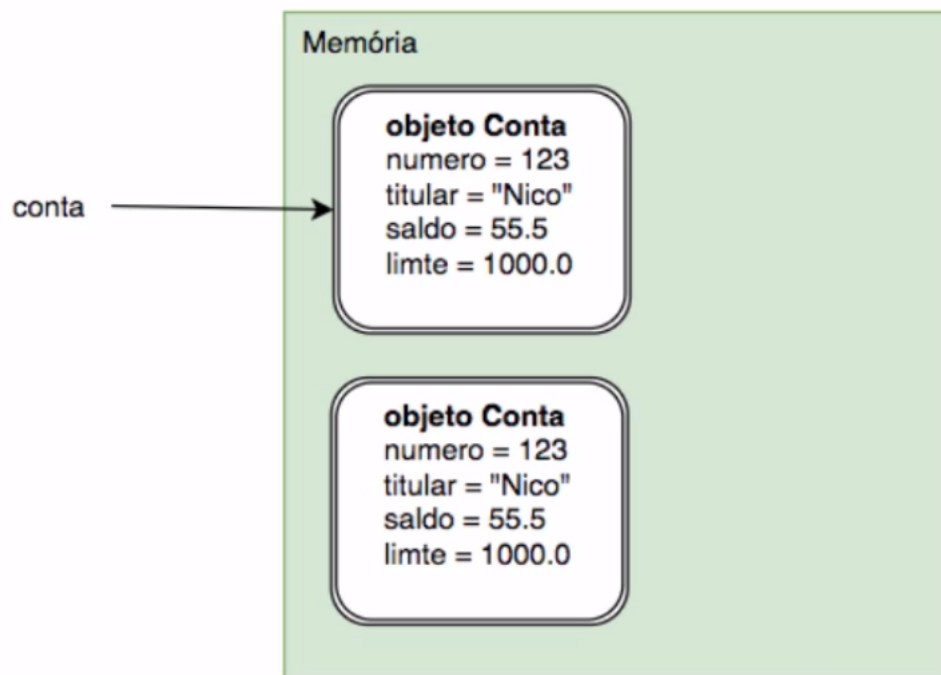 Memória
objeto Conta
numero = 123
titular = "Nico"
saldo = 55.5
limte = 1000.0
conta
objeto Conta
numero = 123
titular = "Nico"
saldo = 55.5
limte = 1000.0